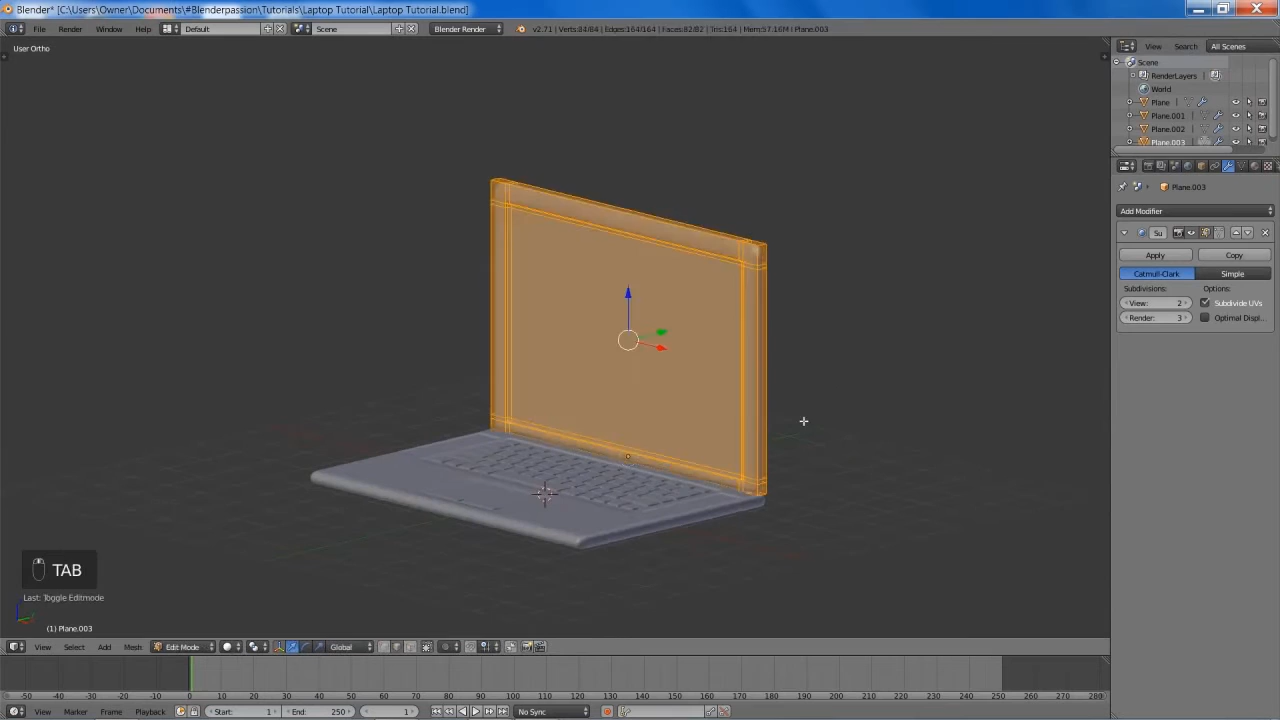 Blender* [C:\Users\Owner\Documents\#Blenderpassion\Tutorials\Laptop Tutorial\Laptop Tutorial.blend]
File Render Window Help Default Scene Blender Render v2.71 | Verts:84/84 | Edges:164/164 | Faces:82/82 | Tris:164 | Mem:57.16M | Plane.003
User Ortho
View Search All Scenes
Scene
RenderLayers |
World
Plane |
Plane.001 |
Plane.002 |
Plane.003 |
Plane.003
Add Modifier
Su
Apply Copy
Catmull-Clark Simple
Subdivisions: Options:
View: 2 Subdivide UVs
Render: 3 Optimal Displ...
TAB
Last: Toggle Editmode
(1) Plane.003
View Select Add Mesh: Edit Mode Global
-50 -40 -30 -20 -10 0 10 20 30 40 50 60 70 80 90 100 110 120 130 140 150 160 170 180 190 200 210 220 230 240 250 260 270 280
View Marker Frame Playback Start: 1 End: 250 1 No Sync